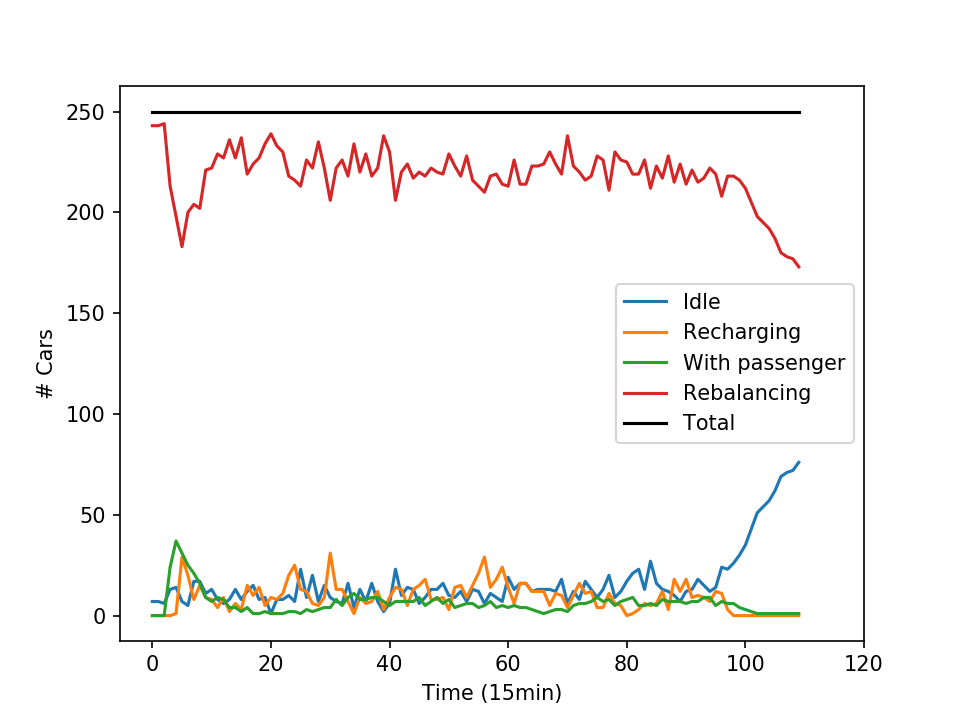 250
200
150
100
50
0
# Cars
Idle
Recharging
With passenger
Rebalancing
Total
0 20 40 60 80 100 120
Time (15min)